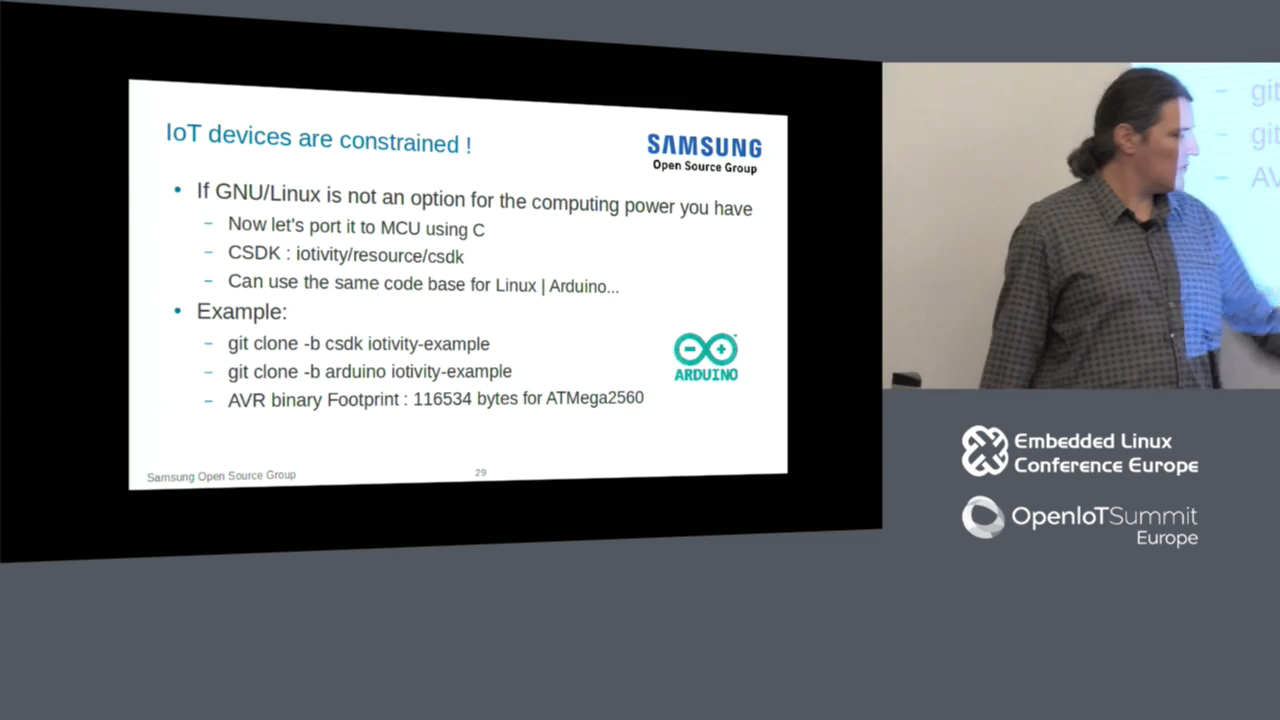 IoT devices are constrained !
SAMSUNG
Open Source Group
• If GNU/Linux is not an option for the computing power you have
– Now let's port it to MCU using C
– CSDK : iotivity/resource/csdk
– Can use the same code base for Linux | Arduino...
• Example:
– git clone -b csdk iotivity-example
– git clone -b arduino iotivity-example
– AVR binary Footprint : 116534 bytes for ATMega2560
ARDUINO
Samsung Open Source Group
29
– git
– git
– AV
Embedded Linux
Conference Europe
OpenIoTSummit
Europe